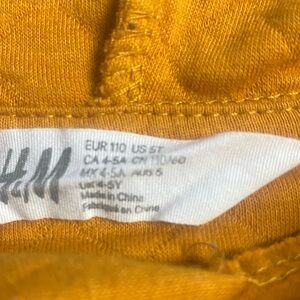 H&M
EUR 110 US 5T
CA 4-5A CN 110/60
MX 4-5A AUS 5
UK 4-5Y
Made in China
Fabriqué en Chine